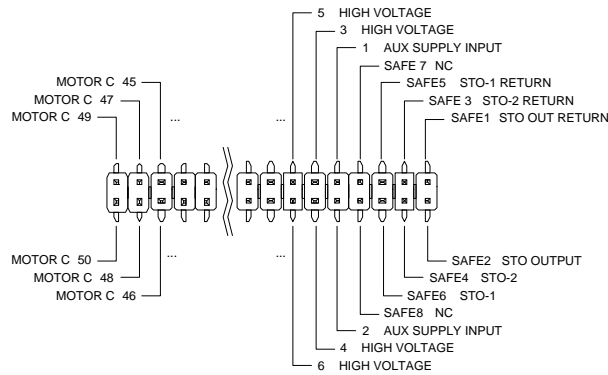 5 HIGH VOLTAGE
3 HIGH VOLTAGE
1 AUX SUPPLY INPUT
SAFE 7 NC
MOTOR C 45
SAFE5 STO-1 RETURN
MOTOR C 47
SAFE 3 STO-2 RETURN
MOTOR C 49
... ...
SAFE1 STO OUT RETURN
... ...
MOTOR C 50
SAFE2 STO OUTPUT
MOTOR C 48
SAFE4 STO-2
MOTOR C 46
SAFE6 STO-1
SAFE8 NC
2 AUX SUPPLY INPUT
4 HIGH VOLTAGE
6 HIGH VOLTAGE